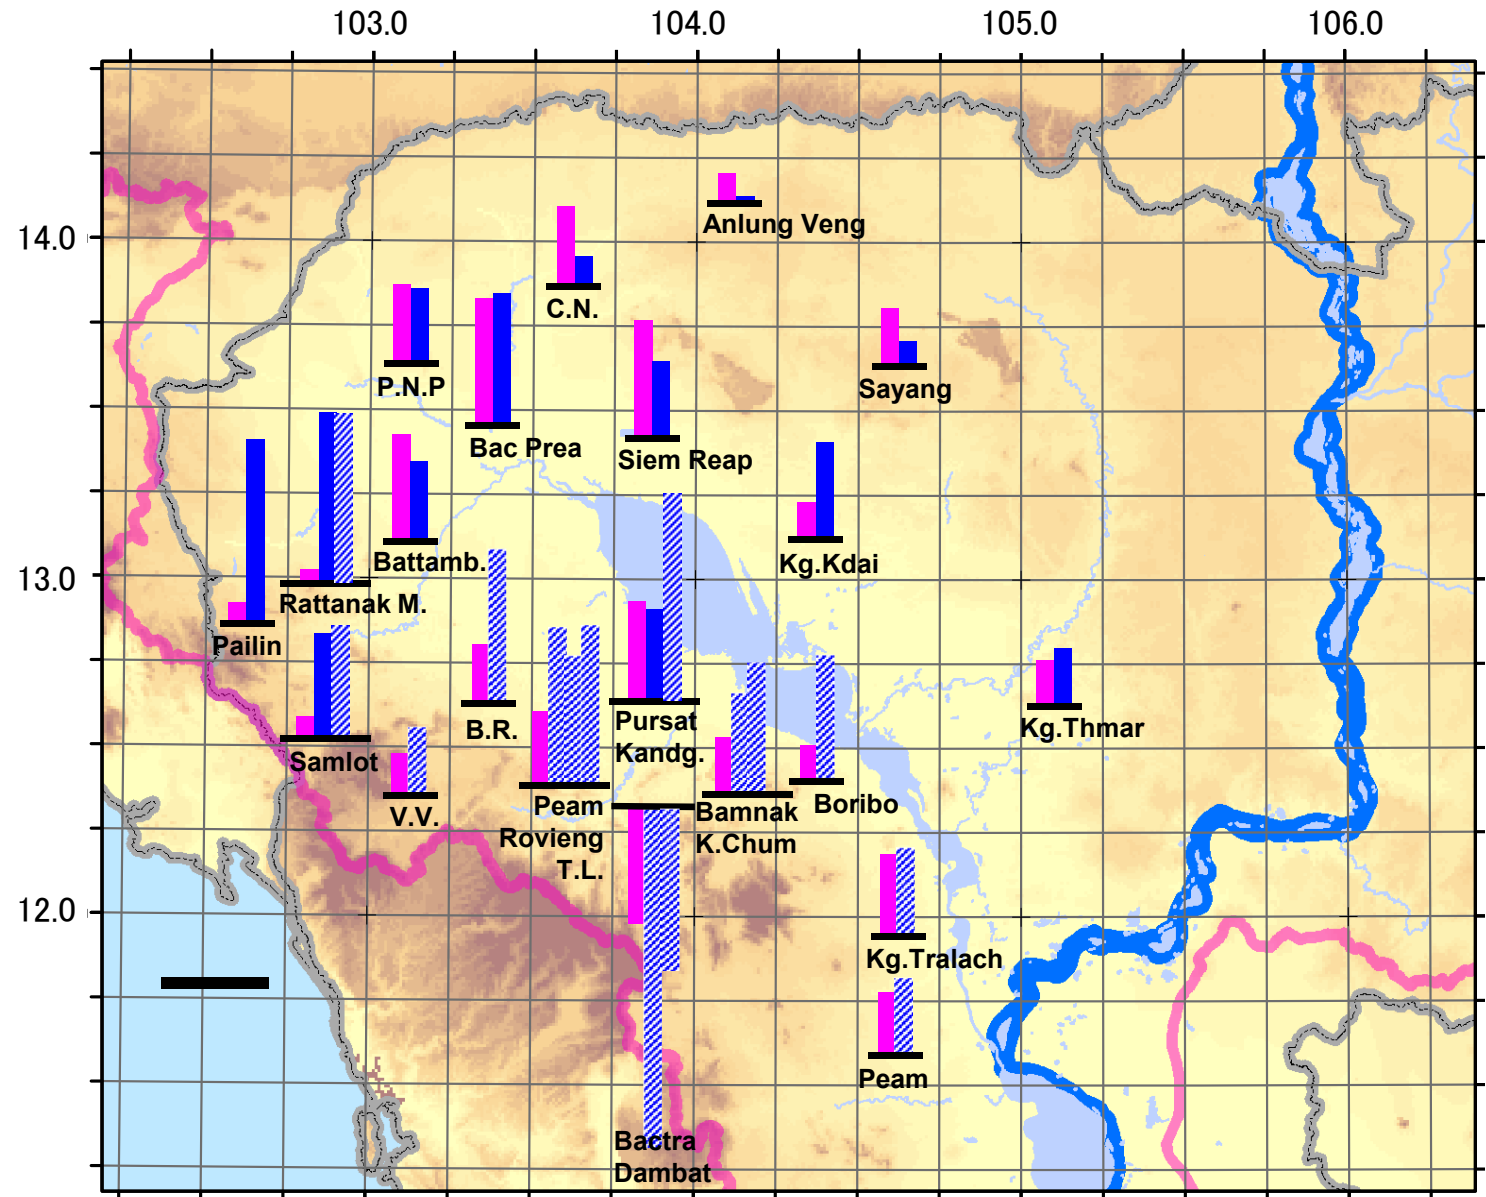 103.0 104.0 105.0 106.0
Anlung Veng
14.0
C.N.
P.N.P
Sayang
Bac Prea
Siem Reap
Battamb.
Kg.Kdai
13.0
Rattanak M.
Pailin
Pursat
Kandg.
B.R.
Kg.Thmar
Samlot
V.V.
Peam
Rovieng
T.L.
Bamnak
K.Chum
Boribo
12.0
Kg.Tralach
Peam
Bactra
Dambat